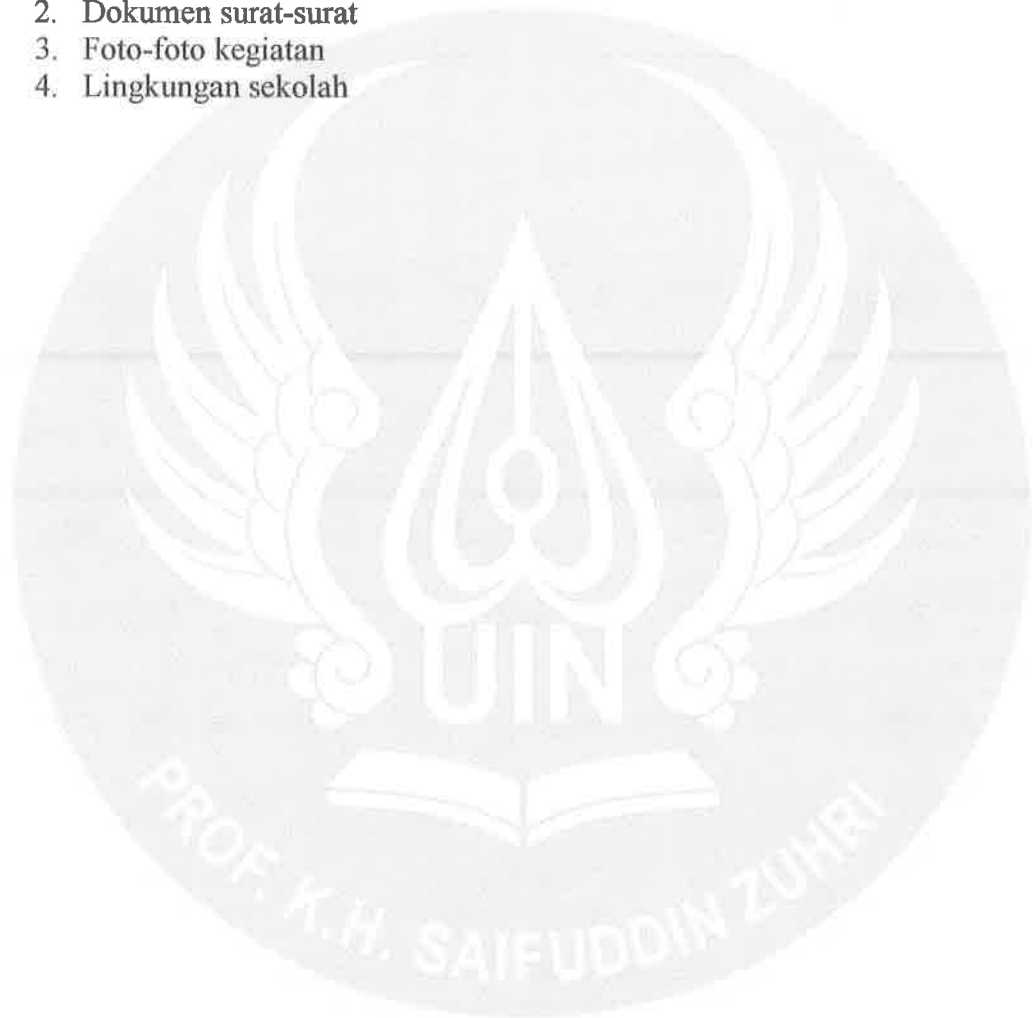 2. Dokumen surat-surat
3. Foto-foto kegiatan
4. Lingkungan sekolah
UIN
PROF. K.H. SAIFUDDIN ZUHRI